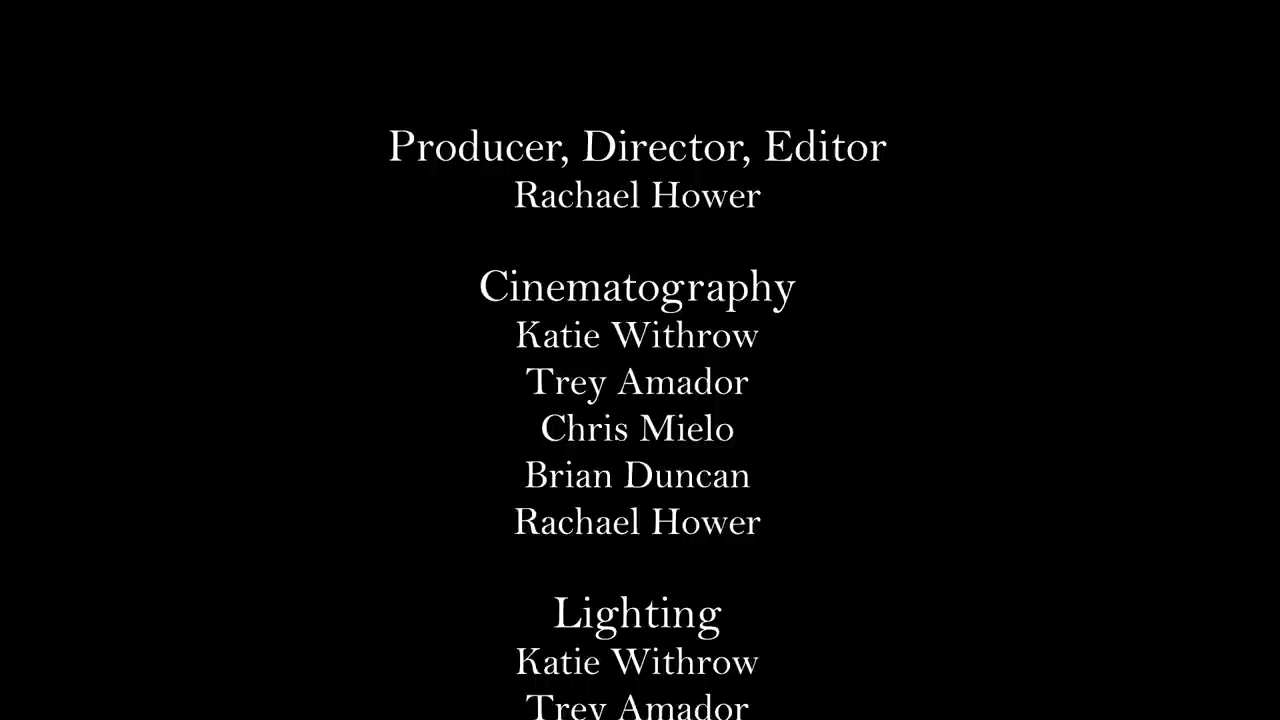 Producer, Director, Editor
Rachael Hower
Cinematography
Katie Withrow
Trey Amador
Chris Mielo
Brian Duncan
Rachael Hower
Lighting
Katie Withrow
Trey Amador